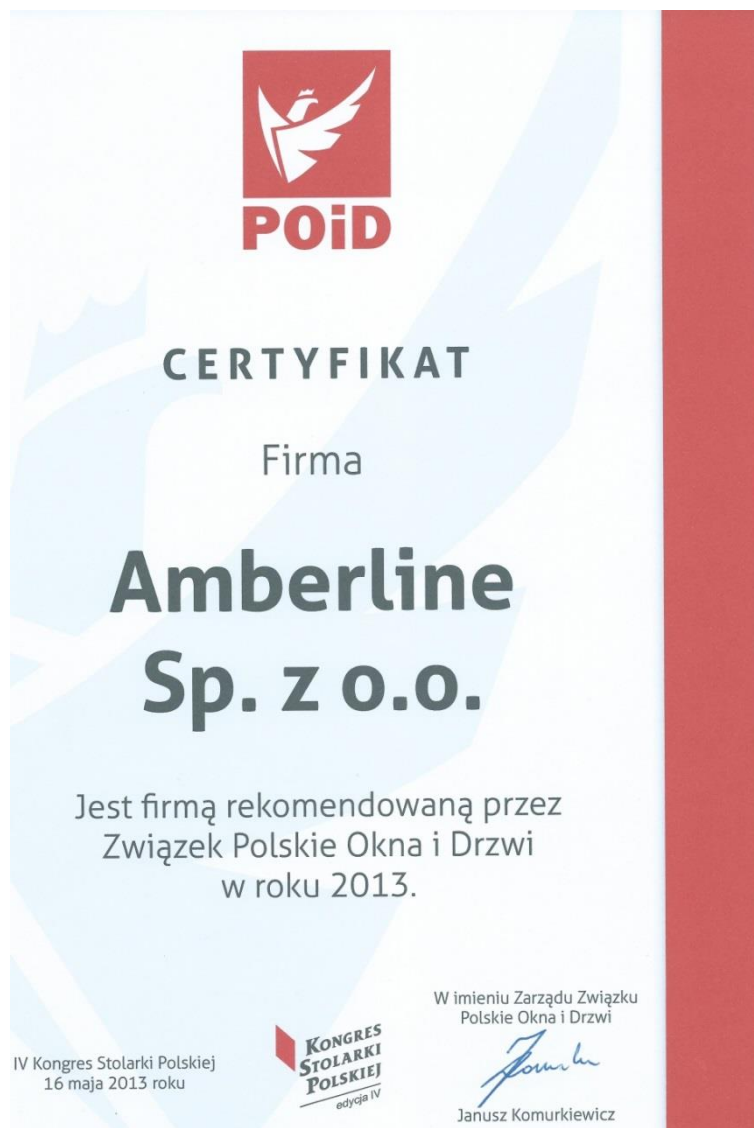 POiD
CERTYFIKAT
Firma
Amberline
Sp. z o.o.
Jest firmą rekomendowaną przez
Związek Polskie Okna i Drzwi
w roku 2013.
IV Kongres Stolarki Polskiej
16 maja 2013 roku
KONGRES
STOLARKI
POLSKIEJ
edycja IV
W imieniu Zarządu Związku
Polskie Okna i Drzwi
Janusz Komurkiewicz